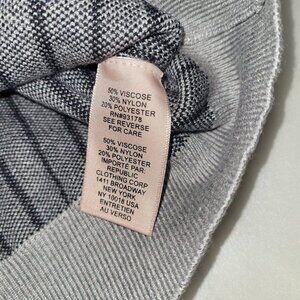 50% VISCOSE
30% NYLON
20% POLYESTER
RN#93178
SEE REVERSE
FOR CARE
50% VISCOSE
30% NYLON
20% POLYESTER
IMPORTÉ PAR:
REPUBLIC
CLOTHING CORP
1411 BROADWAY
NEW YORK
NY 10018 USA
ENTRETIEN
AU VERSO